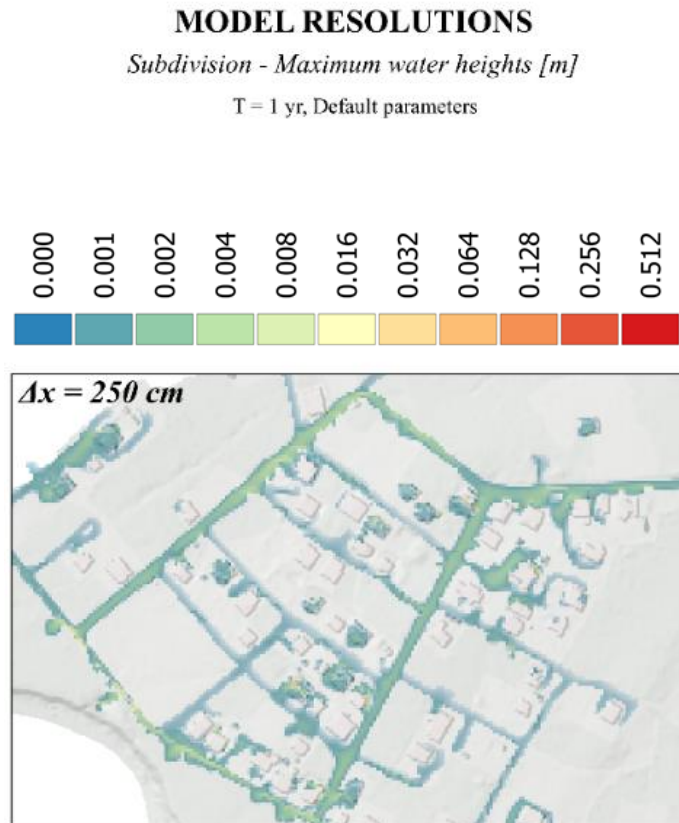 MODEL RESOLUTIONS
Subdivision - Maximum water heights [m]
T = 1 yr, Default parameters
0.000 0.001 0.002 0.004 0.008 0.016 0.032 0.064 0.128 0.256 0.512
Δx = 250 cm